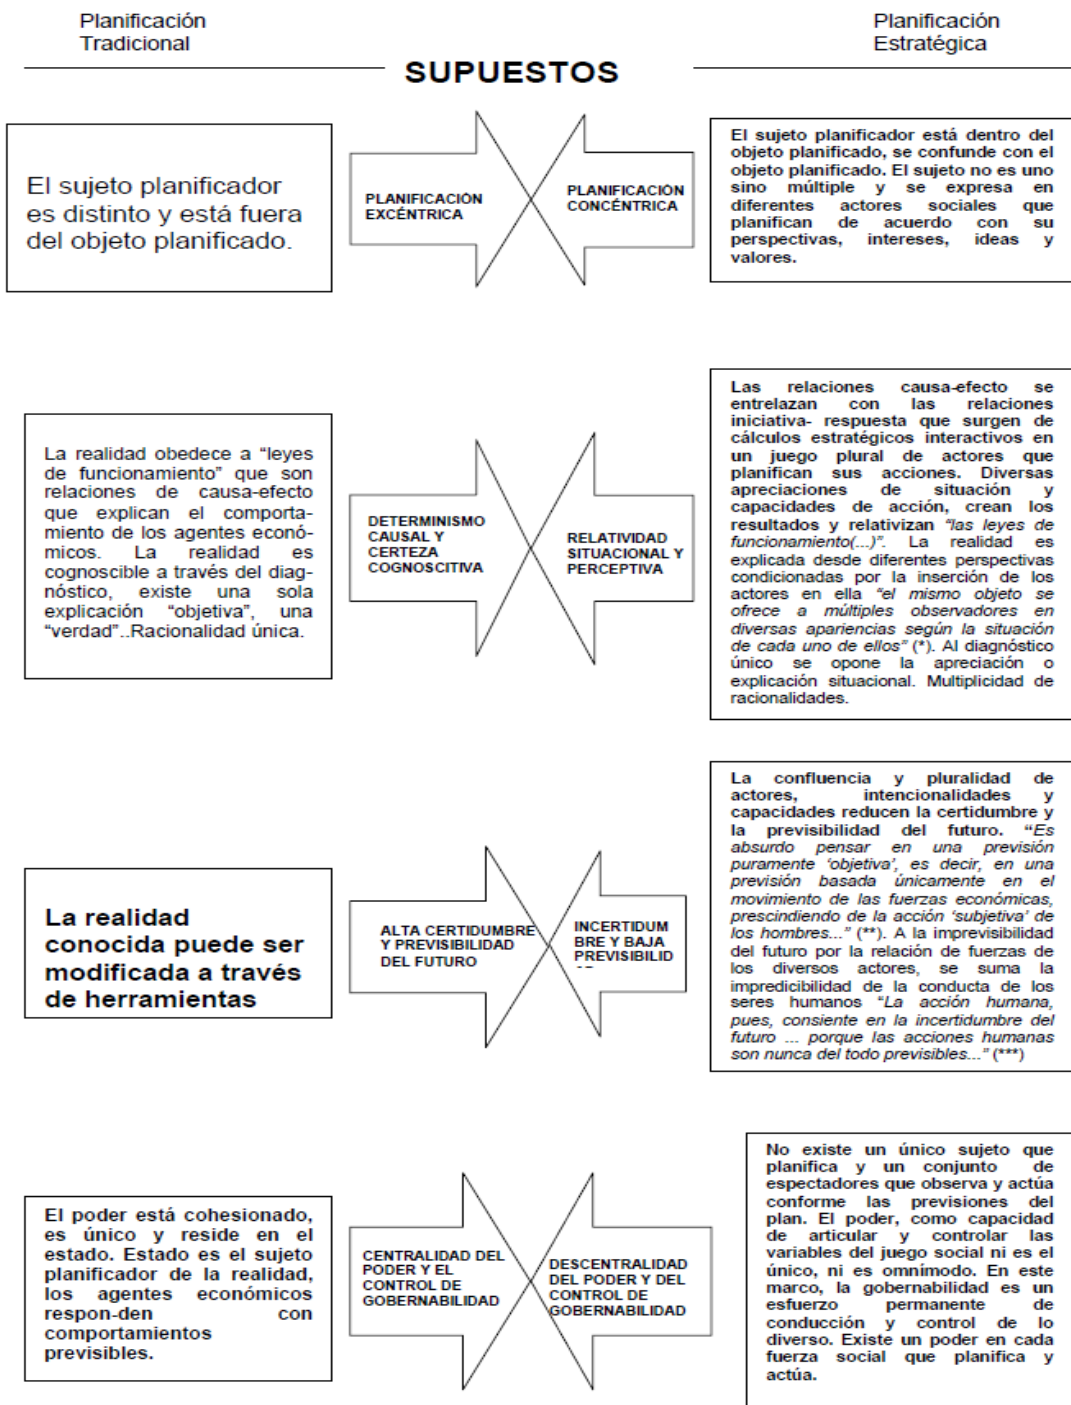 Planificación
Tradicional
Planificación
Estratégica
SUPUESTOS
El sujeto planificador
es distinto y está fuera
del objeto planificado.
PLANIFICACIÓN
EXCÉNTRICA
PLANIFICACIÓN
CONCÉNTRICA
El sujeto planificador está dentro del
objeto planificado, se confunde con el
objeto planificado. El sujeto no es uno
sino múltiple y se expresa en
diferentes actores sociales que
planifican de acuerdo con su
perspectivas, intereses, ideas y
valores.
La realidad obedece a “leyes
de funcionamiento” que son
relaciones de causa-efecto
que explican el comporta-
miento de los agentes econó-
micos. La realidad es
cognoscible a través del diag-
nóstico, existe una sola
explicación “objetiva”, una
“verdad”..Racionalidad única.
DETERMINISMO
CAUSAL Y
CERTEZA
COGNOSCITIVA
RELATIVIDAD
SITUACIONAL Y
PERCEPTIVA
Las relaciones causa-efecto se
entrelazan con las relaciones
iniciativa- respuesta que surgen de
cálculos estratégicos interactivos en
un juego plural de actores que
planifican sus acciones. Diversas
apreciaciones de situación y
capacidades de acción, crean los
resultados y relativizan “las leyes de
funcionamiento(...)”. La realidad es
explicada desde diferentes perspectivas
condicionadas por la inserción de los
actores en ella “el mismo objeto se
ofrece a múltiples observadores en
diversas apariencias según la situación
de cada uno de ellos” (*). Al diagnóstico
único se opone la apreciación o
explicación situacional. Multiplicidad de
racionalidades.
La realidad
conocida puede ser
modificada a través
de herramientas
ALTA CERTIDUMBRE
Y PREVISIBILIDAD
DEL FUTURO
INCERTIDUM
BRE Y BAJA
PREVISIBILID
La confluencia y pluralidad de
actores, intencionalidades y
capacidades reducen la certidumbre y
la previsibilidad del futuro. “Es
absurdo pensar en una previsión
puramente ‘objetiva’, es decir, en una
previsión basada únicamente en el
movimiento de las fuerzas económicas,
prescindiendo de la acción ‘subjetiva’ de
los hombres...” (**). A la imprevisibilidad
del futuro por la relación de fuerzas de
los diversos actores, se suma la
impredicibilidad de la conducta de los
seres humanos “La acción humana,
pues, consiente en la incertidumbre del
futuro ... porque las acciones humanas
son nunca del todo previsibles...” (***)
El poder está cohesionado,
es único y reside en el
estado. Estado es el sujeto
planificador de la realidad,
los agentes económicos
respon-den con
comportamientos
previsibles.
CENTRALIDAD DEL
PODER Y EL
CONTROL DE
GOBERNABILIDAD
DESCENTRALIDAD
DEL PODER Y DEL
CONTROL DE
GOBERNABILIDAD
No existe un único sujeto que
planifica y un conjunto de
espectadores que observa y actúa
conforme las previsiones del
plan. El poder, como capacidad
de articular y controlar las
variables del juego social ni es el
único, ni es omnímodo. En este
marco, la gobernabilidad es un
esfuerzo permanente de
conducción y control de lo
diverso. Existe un poder en cada
fuerza social que planifica y
actúa.